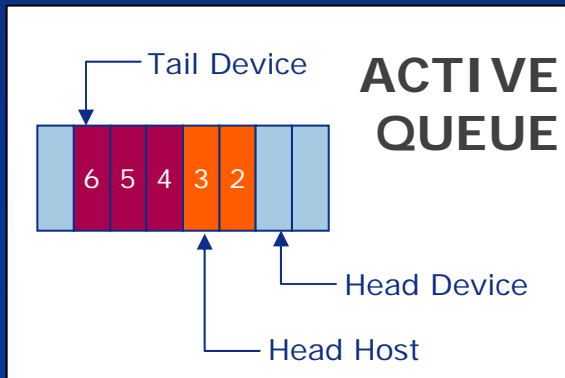 Tail Device
ACTIVE
QUEUE
6 5 4 3 2
Head Device
Head Host